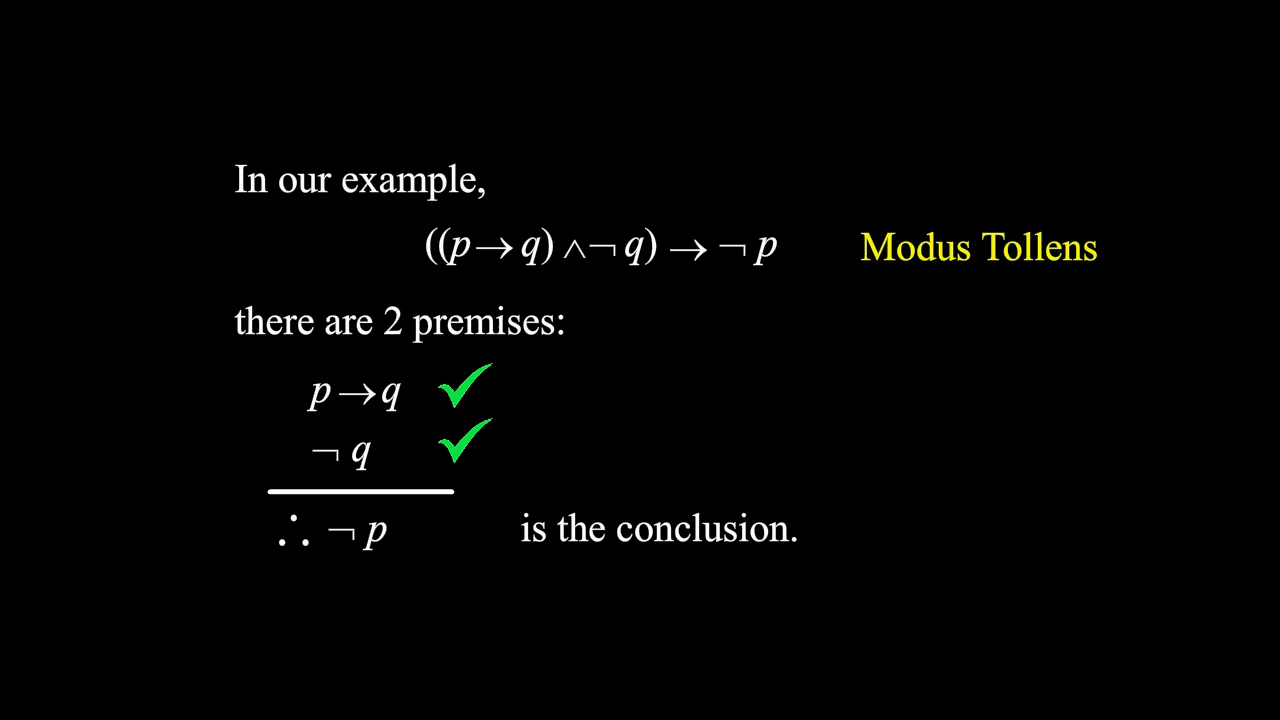 In our example,
((p→q) ∧¬ q) → ¬ p Modus Tollens
there are 2 premises:
p→q
¬ q
∴ ¬ p is the conclusion.